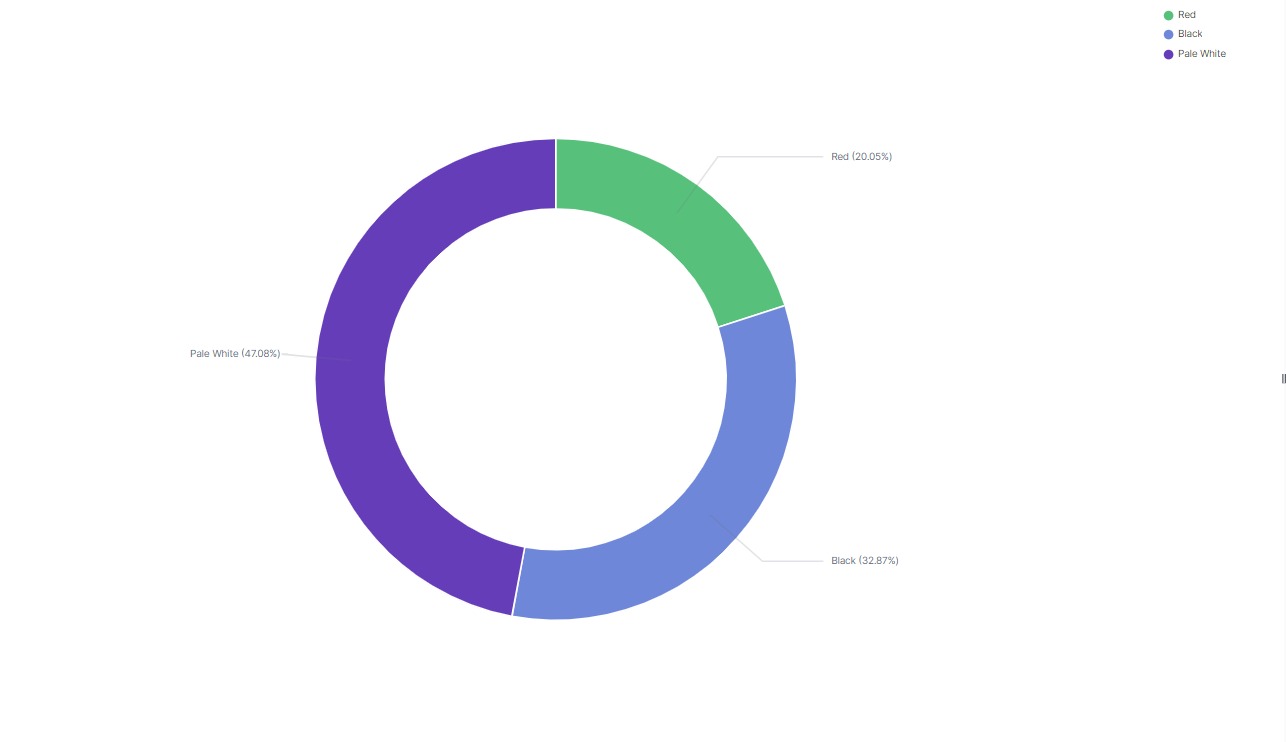 Red
Black
Pale White
Red (20.05%)
Pale White (47.08%)
Black (32.87%)